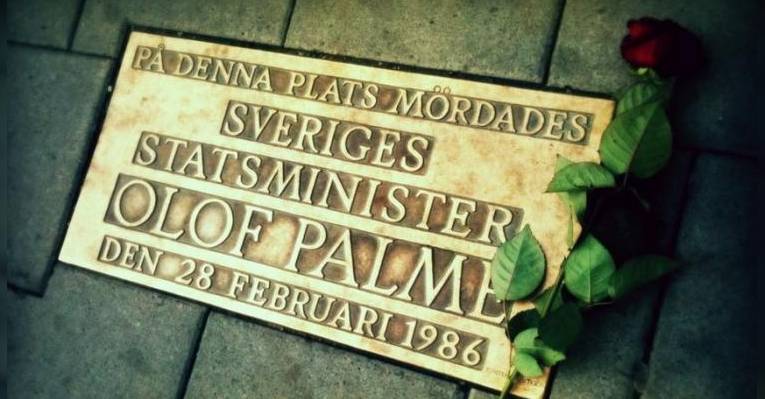 PÅ DENNA PLATS MÖRDADES
SVERIGES
STATSMINISTER
OLOF PALME
DEN 28 FEBRUARI 1986